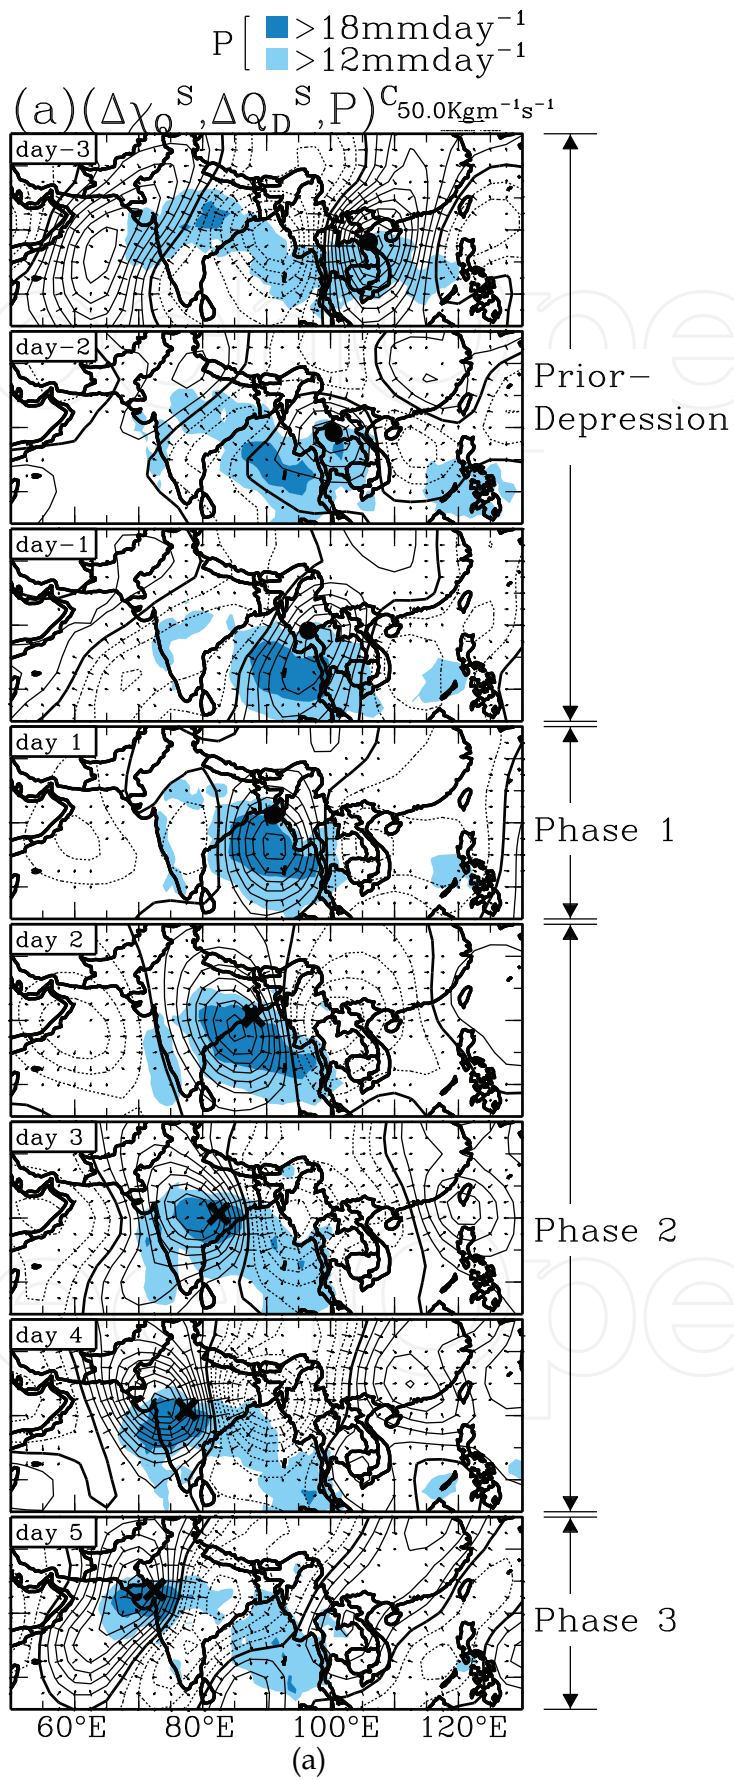 P [ >18mmday⁻¹
>12mmday⁻¹
(a)(Δχ_Q^S,ΔQ_D^S,P)^C 50.0Kgm⁻¹s⁻¹
day-3
day-2
Prior-
Depression
day-1
day 1
Phase 1
day 2
day 3
Phase 2
day 4
day 5
Phase 3
60°E 80°E 100°E 120°E
(a)